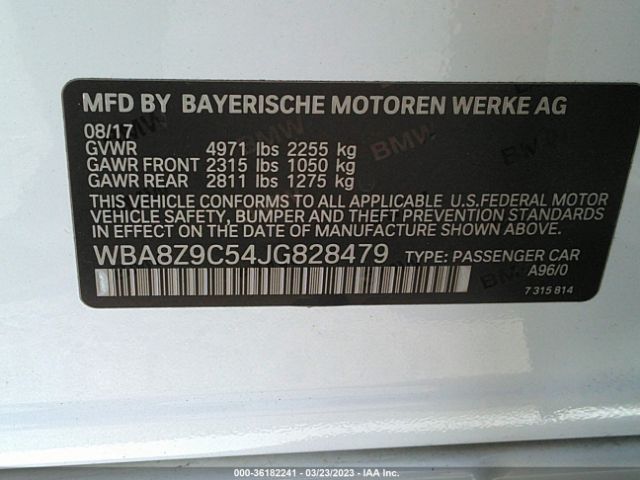 MFD BY BAYERISCHE MOTOREN WERKE AG
08/17
GVWR 4971 lbs 2255 kg
GAWR FRONT 2315 lbs 1050 kg
GAWR REAR 2811 lbs 1275 kg
THIS VEHICLE CONFORMS TO ALL APPLICABLE U.S.FEDERAL MOTOR
VEHICLE SAFETY, BUMPER AND THEFT PREVENTION STANDARDS
IN EFFECT ON THE DATE OF MANUFACTURE SHOWN ABOVE.
WBA8Z9C54JG828479 TYPE: PASSENGER CAR
A96/0
7 315 814
BMW
000-36182241 - 03/23/2023 - IAA Inc.